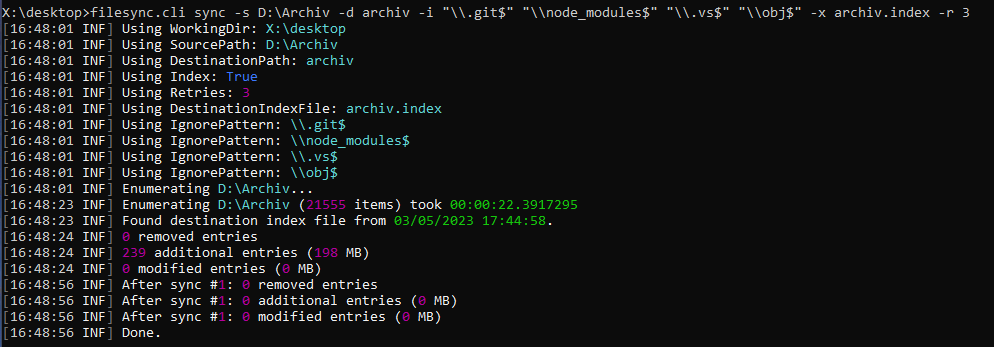 X:\desktop>filesync.cli sync -s D:\Archiv -d archiv -i "\\.git$" "\\node_modules$" "\\.vs$" "\\obj$" -x archiv.index -r 3
[16:48:01 INF] Using WorkingDir: X:\desktop
[16:48:01 INF] Using SourcePath: D:\Archiv
[16:48:01 INF] Using DestinationPath: archiv
[16:48:01 INF] Using Index: True
[16:48:01 INF] Using Retries: 3
[16:48:01 INF] Using DestinationIndexFile: archiv.index
[16:48:01 INF] Using IgnorePattern: \\.git$
[16:48:01 INF] Using IgnorePattern: \\node_modules$
[16:48:01 INF] Using IgnorePattern: \\.vs$
[16:48:01 INF] Using IgnorePattern: \\obj$
[16:48:01 INF] Enumerating D:\Archiv...
[16:48:23 INF] Enumerating D:\Archiv (21555 items) took 00:00:22.3917295
[16:48:23 INF] Found destination index file from 03/05/2023 17:44:58.
[16:48:24 INF] 0 removed entries
[16:48:24 INF] 239 additional entries (198 MB)
[16:48:24 INF] 0 modified entries (0 MB)
[16:48:56 INF] After sync #1: 0 removed entries
[16:48:56 INF] After sync #1: 0 additional entries (0 MB)
[16:48:56 INF] After sync #1: 0 modified entries (0 MB)
[16:48:56 INF] Done.